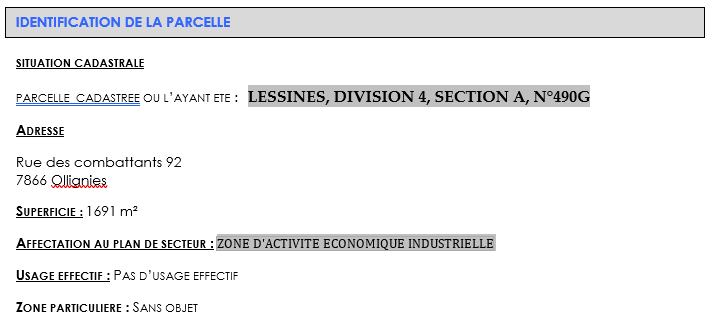 IDENTIFICATION DE LA PARCELLE
SITUATION CADASTRALE
PARCELLE CADASTREE OU L'AYANT ETE : LESSINES, DIVISION 4, SECTION A, N°490G
ADRESSE
Rue des combattants 92
7866 Ollignies
SUPERFICIE : 1691 m²
AFFECTATION AU PLAN DE SECTEUR : ZONE D'ACTIVITE ECONOMIQUE INDUSTRIELLE
USAGE EFFECTIF : PAS D'USAGE EFFECTIF
ZONE PARTICULIERE : SANS OBJET